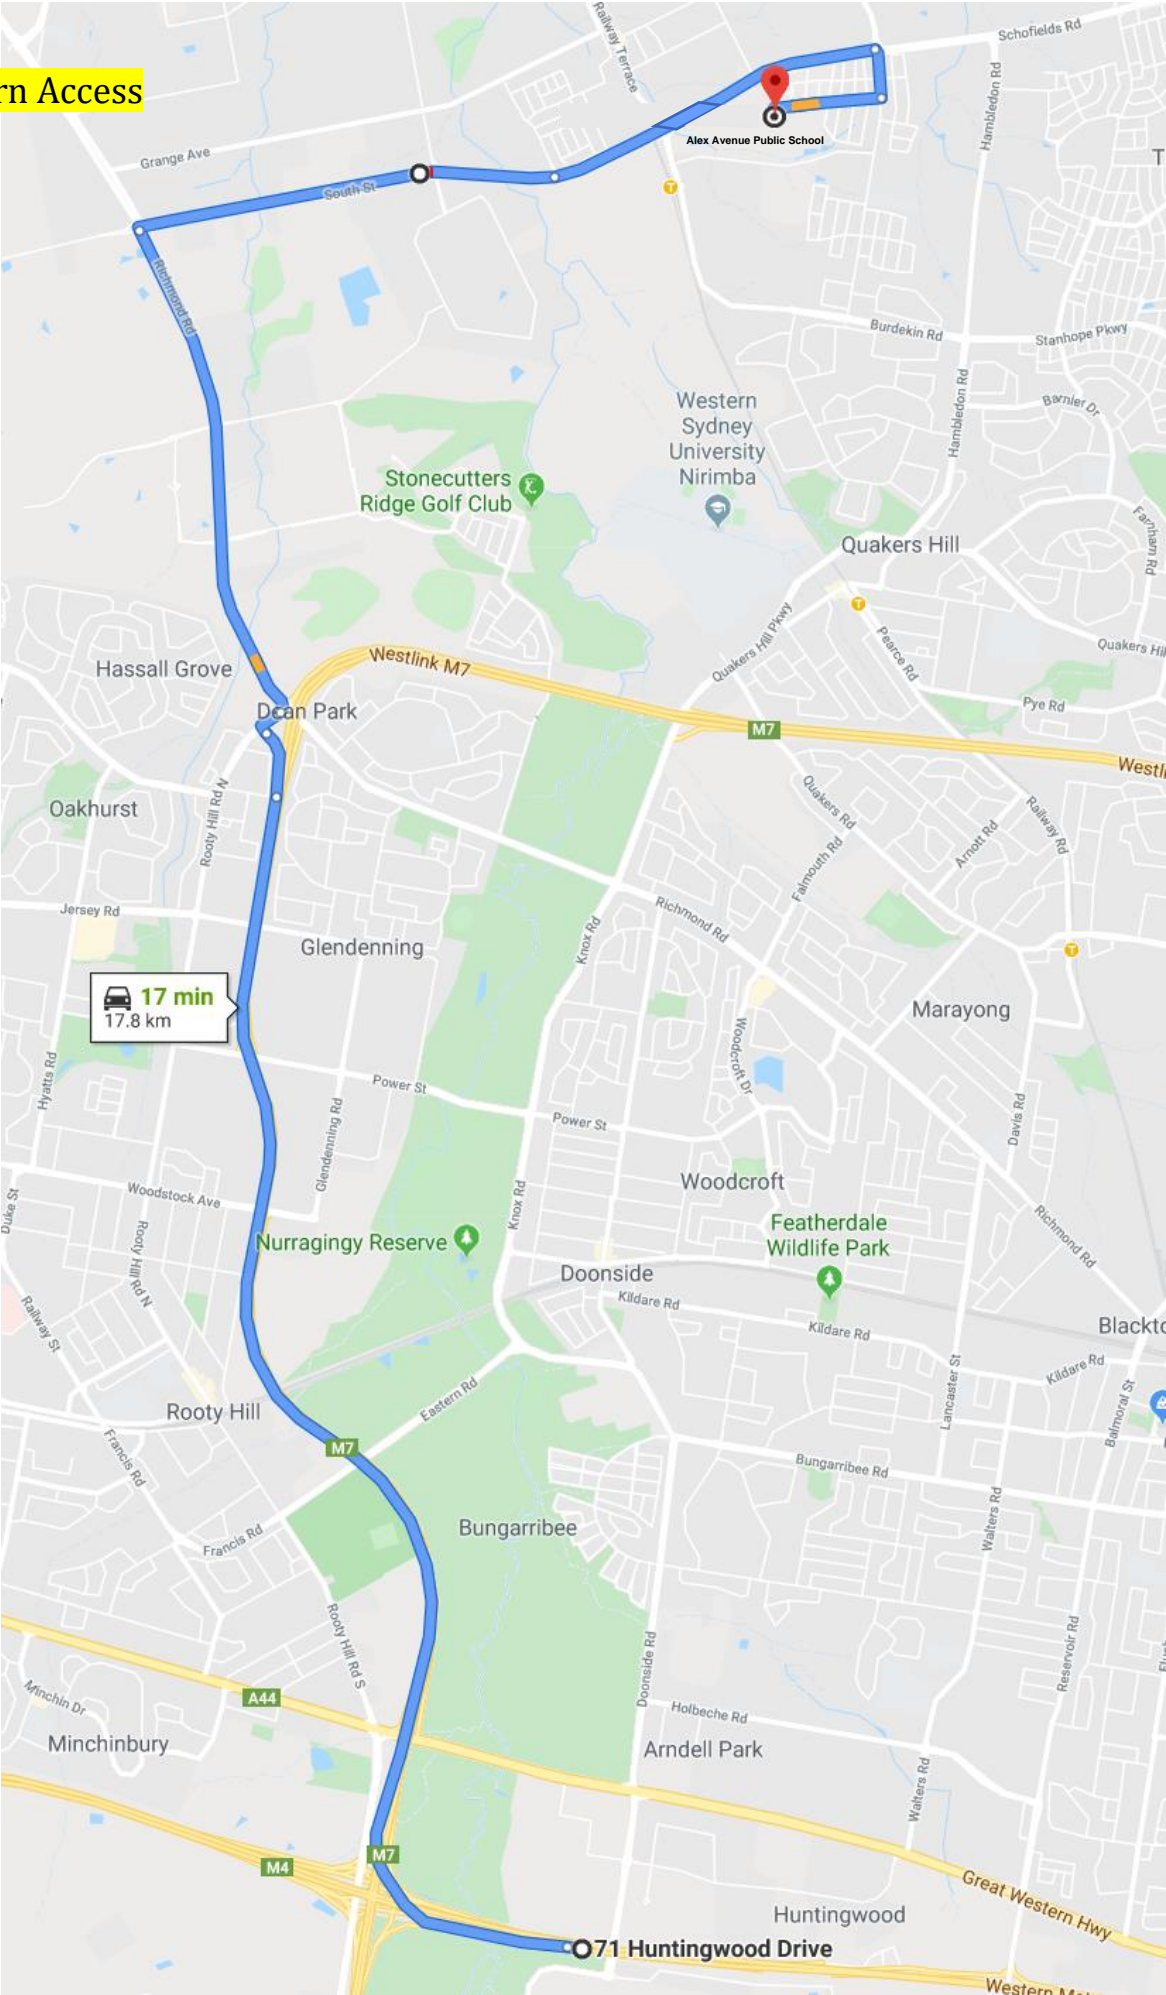 Schofields Rd
Railway Terrace
rn Access
Hambledon Rd
Alex Avenue Public School
Grange Ave
T
South St
Richmond Rd
Burdekin Rd
Stanhope Pkwy
Hambledon Rd
Barnier Dr
Western
Sydney
University
Nirimba
Stonecutters
Ridge Golf Club
Farnham Rd
Quakers Hill
Quakers Hill Pkwy
Pearce Rd
Quakers Hil
Hassall Grove
Westlink M7
Pye Rd
Dean Park
M7
Westli
Oakhurst
Rooty Hill Rd N
Quakers Rd
Railway Rd
Arnott Rd
Falmouth Rd
Jersey Rd
Richmond Rd
Knox Rd
Glendenning
17 min
17.8 km
Marayong
Woodcroft Dr
Hyatts Rd
Power St
Glendenning Rd
Power St
Davis Rd
Woodcroft
Woodstock Ave
Duke St
Knox Rd
Richmond Rd
Featherdale
Wildlife Park
Nurragingy Reserve
Rooty Hill Rd N
Doonside
Kildare Rd
Kildare Rd
Railway St
Blackto
Kildare Rd
Lancaster St
Balmoral St
Eastern Rd
Rooty Hill
M7
Francis Rd
Bungarribee Rd
Walters Rd
Bungarribee
Francis Rd
Rooty Hill Rd S
Doonside Rd
Reservoir Rd
A44
Minchin Dr
Holbeche Rd
Minchinbury
Arndell Park
Walters Rd
M7
M4
Great Western Hwy
Huntingwood
71 Huntingwood Drive